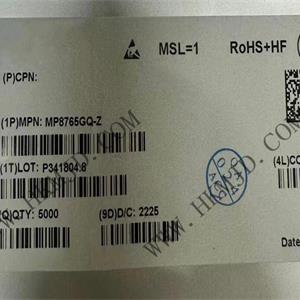 MSL=1 RoHS+HF
(P)CPN:
(1P)MPN: MP8765GQ-Z
(1T)LOT: P341804.6
(Q)QTY: 5000 (9D)D/C: 2225
(4L)CO
Date